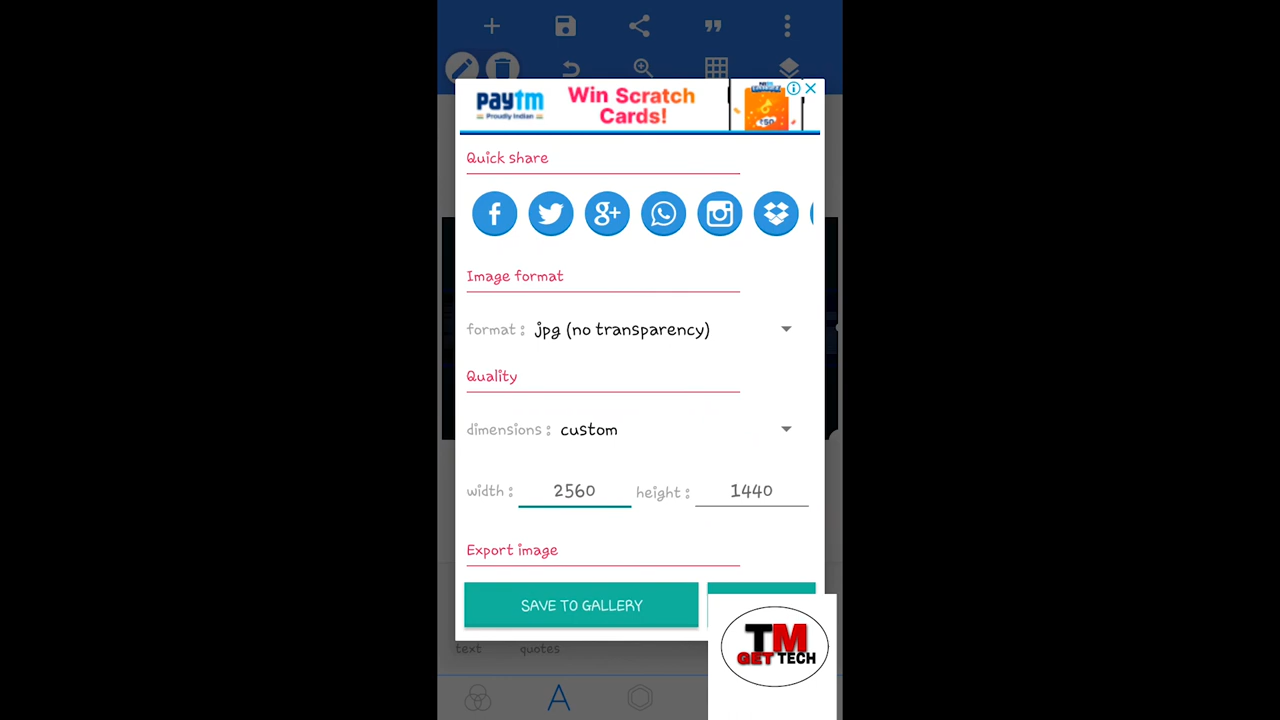 paytm
Proudly Indian
Win Scratch
Cards!
₹50
Quick share
Image format
format : jpg (no transparency)
Quality
dimensions : custom
width : 2560 height : 1440
Export image
SAVE TO GALLERY
text quotes
TM
GET TECH